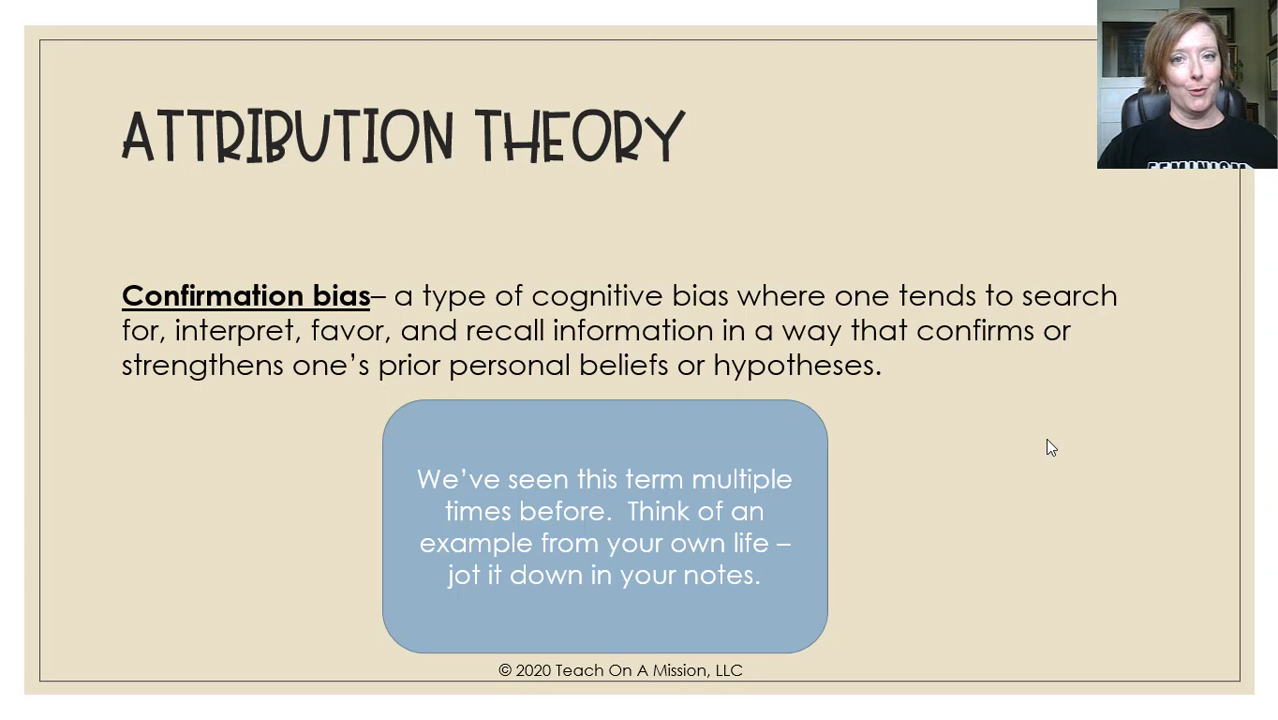 ATTRIBUTION THEORY
FEMINISM
Confirmation bias– a type of cognitive bias where one tends to search
for, interpret, favor, and recall information in a way that confirms or
strengthens one’s prior personal beliefs or hypotheses.
We’ve seen this term multiple
times before.  Think of an
example from your own life –
jot it down in your notes.
© 2020 Teach On A Mission, LLC